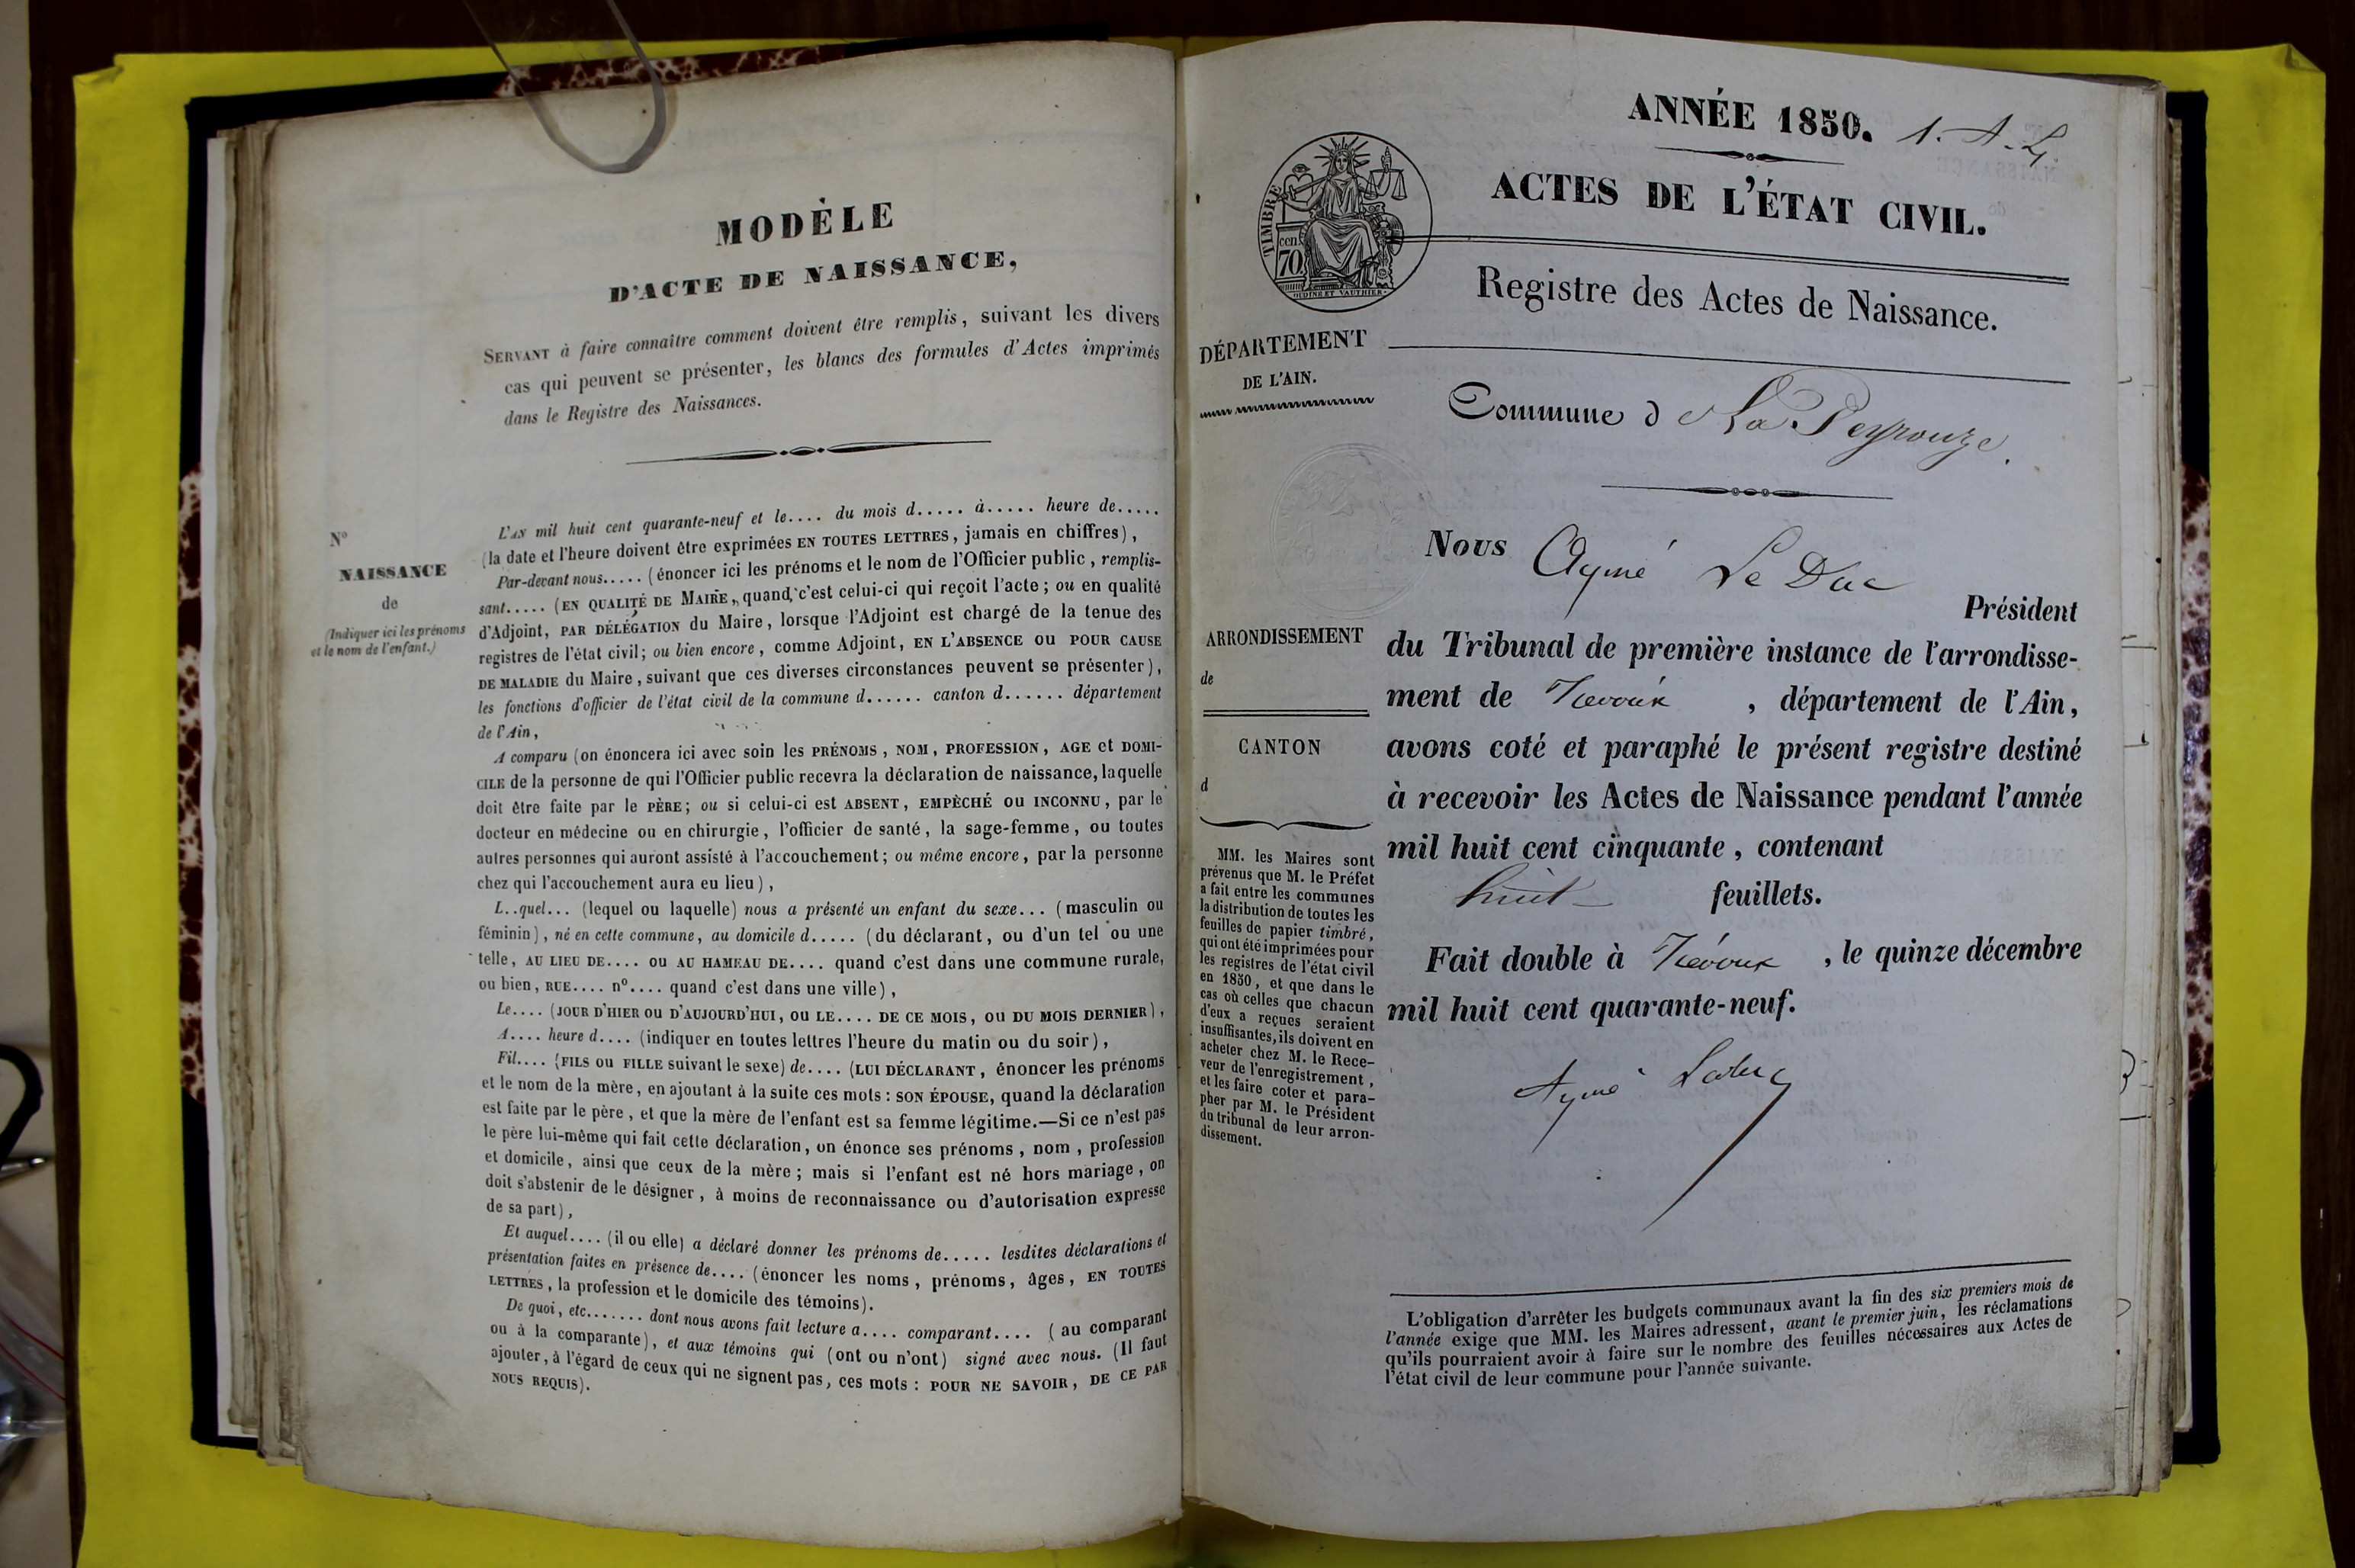 MODÈLE
D'ACTE DE NAISSANCE,
SERVANT à faire connaître comment doivent être remplis, suivant les divers
cas qui peuvent se présenter, les blancs des formules d'Actes imprimés
dans le Registre des Naissances.
N°
NAISSANCE
de
(Indiquer ici les prénoms
et le nom de l'enfant.)
L'AN mil huit cent quarante-neuf et le.... du mois d..... à..... heure de.....
(la date et l'heure doivent être exprimées EN TOUTES LETTRES, jamais en chiffres),
Par-devant nous..... (énoncer ici les prénoms et le nom de l'Officier public, remplis-
sant..... (EN QUALITÉ DE MAIRE, quand c'est celui-ci qui reçoit l'acte; ou en qualité
d'Adjoint, PAR DÉLÉGATION du Maire, lorsque l'Adjoint est chargé de la tenue des
registres de l'état civil; ou bien encore, comme Adjoint, EN L'ABSENCE OU POUR CAUSE
DE MALADIE du Maire, suivant que ces diverses circonstances peuvent se présenter),
les fonctions d'officier de l'état civil de la commune d...... canton d...... département
de l'Ain,
A comparu (on énoncera ici avec soin les PRÉNOMS, NOM, PROFESSION, AGE et DOMI-
CILE de la personne de qui l'Officier public recevra la déclaration de naissance, laquelle
doit être faite par le PÈRE; ou si celui-ci est ABSENT, EMPÊCHÉ OU INCONNU, par le
docteur en médecine ou en chirurgie, l'officier de santé, la sage-femme, ou toutes
autres personnes qui auront assisté à l'accouchement; ou même encore, par la personne
chez qui l'accouchement aura eu lieu),
L..quel... (lequel ou laquelle) nous a présenté un enfant du sexe... (masculin ou
féminin), né en cette commune, au domicile d..... (du déclarant, ou d'un tel ou une
telle, AU LIEU DE.... OU AU HAMEAU DE.... quand c'est dans une commune rurale,
ou bien, RUE.... n°.... quand c'est dans une ville),
Le.... (JOUR D'HIER OU D'AUJOURD'HUI, OU LE.... DE CE MOIS, OU DU MOIS DERNIER),
A.... heure d.... (indiquer en toutes lettres l'heure du matin ou du soir),
Fil.... (FILS OU FILLE suivant le sexe) de.... (LUI DÉCLARANT, énoncer les prénoms
et le nom de la mère, en ajoutant à la suite ces mots : SON ÉPOUSE, quand la déclaration
est faite par le père, et que la mère de l'enfant est sa femme légitime.—Si ce n'est pas
le père lui-même qui fait cette déclaration, on énonce ses prénoms, nom, profession
et domicile, ainsi que ceux de la mère; mais si l'enfant est né hors mariage, on
doit s'abstenir de le désigner, à moins de reconnaissance ou d'autorisation expresse
de sa part),
Et auquel.... (il ou elle) a déclaré donner les prénoms de..... lesdites déclarations et
présentation faites en présence de.... (énoncer les noms, prénoms, âges, EN TOUTES
LETTRES, la profession et le domicile des témoins).
De quoi, etc....... dont nous avons fait lecture a.... comparant.... (au comparant
ou à la comparante), et aux témoins qui (ont ou n'ont) signé avec nous. (Il faut
ajouter, à l'égard de ceux qui ne signent pas, ces mots : POUR NE SAVOIR, DE CE PAR
NOUS REQUIS).
ANNÉE 1850. 1. A. L
ACTES DE L'ÉTAT CIVIL.
TIMBRE
cen.
70
OUDINE ET VAUTHIER
Registre des Actes de Naissance.
DÉPARTEMENT
DE L'AIN.
Commune de La Peyrouze.
Nous Aymé Le Duc
Président
du Tribunal de première instance de l'arrondisse-
ment de Trévoux, département de l'Ain,
avons coté et paraphé le présent registre destiné
à recevoir les Actes de Naissance pendant l'année
mil huit cent cinquante, contenant
huit feuillets.
Fait double à Trévoux, le quinze décembre
mil huit cent quarante-neuf.
Aymé Leduc
ARRONDISSEMENT
de
CANTON
d
MM. les Maires sont
prévenus que M. le Préfet
a fait entre les communes
la distribution de toutes les
feuilles de papier timbré,
qui ont été imprimées pour
les registres de l'état civil
en 1850, et que dans le
cas où celles que chacun
d'eux a reçues seraient
insuffisantes, ils doivent en
acheter chez M. le Rece-
veur de l'enregistrement,
et les faire coter et para-
pher par M. le Président
du tribunal de leur arron-
dissement.
L'obligation d'arrêter les budgets communaux avant la fin des six premiers mois de
l'année exige que MM. les Maires adressent, avant le premier juin, les réclamations
qu'ils pourraient avoir à faire sur le nombre des feuilles nécessaires aux Actes de
l'état civil de leur commune pour l'année suivante.